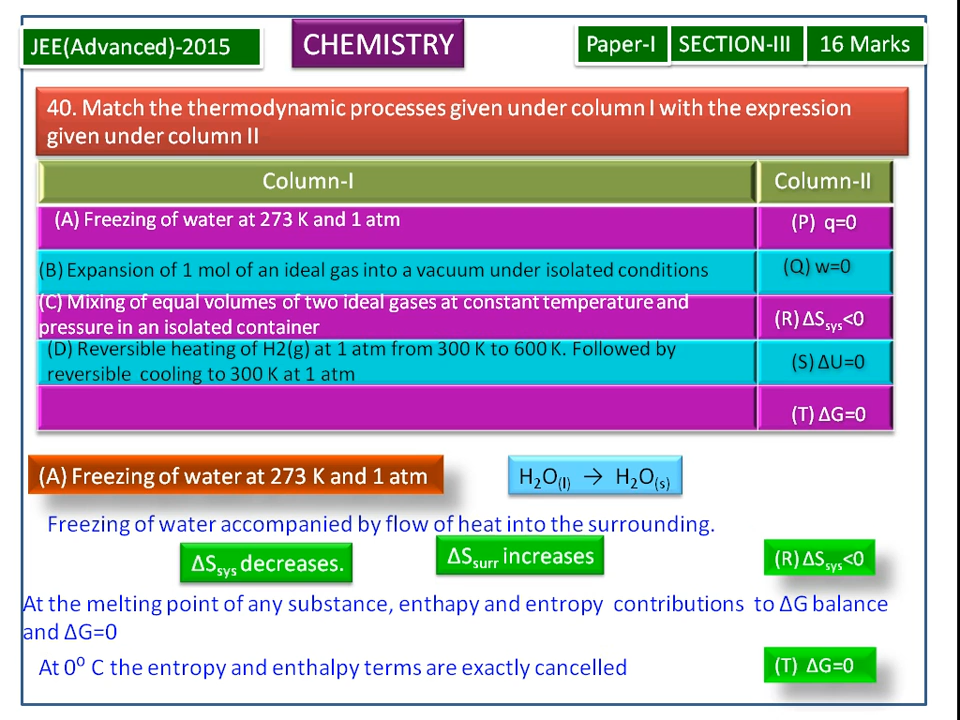 JEE(Advanced)-2015
CHEMISTRY
Paper-I
SECTION-III
16 Marks
40. Match the thermodynamic processes given under column I with the expression
given under column II
Column-I
Column-II
(A) Freezing of water at 273 K and 1 atm
(P) q=0
(B) Expansion of 1 mol of an ideal gas into a vacuum under isolated conditions
(Q) w=0
(C) Mixing of equal volumes of two ideal gases at constant temperature and
pressure in an isolated container
(R) ΔSsys<0
(D) Reversible heating of H2(g) at 1 atm from 300 K to 600 K. Followed by
reversible cooling to 300 K at 1 atm
(S) ΔU=0
(T) ΔG=0
(A) Freezing of water at 273 K and 1 atm
H₂O(l) → H₂O(s)
Freezing of water accompanied by flow of heat into the surrounding.
ΔSsys decreases.
ΔSsurr increases
(R) ΔSsys<0
At the melting point of any substance, enthapy and entropy contributions to ΔG balance
and ΔG=0
At 0⁰ C the entropy and enthalpy terms are exactly cancelled
(T) ΔG=0